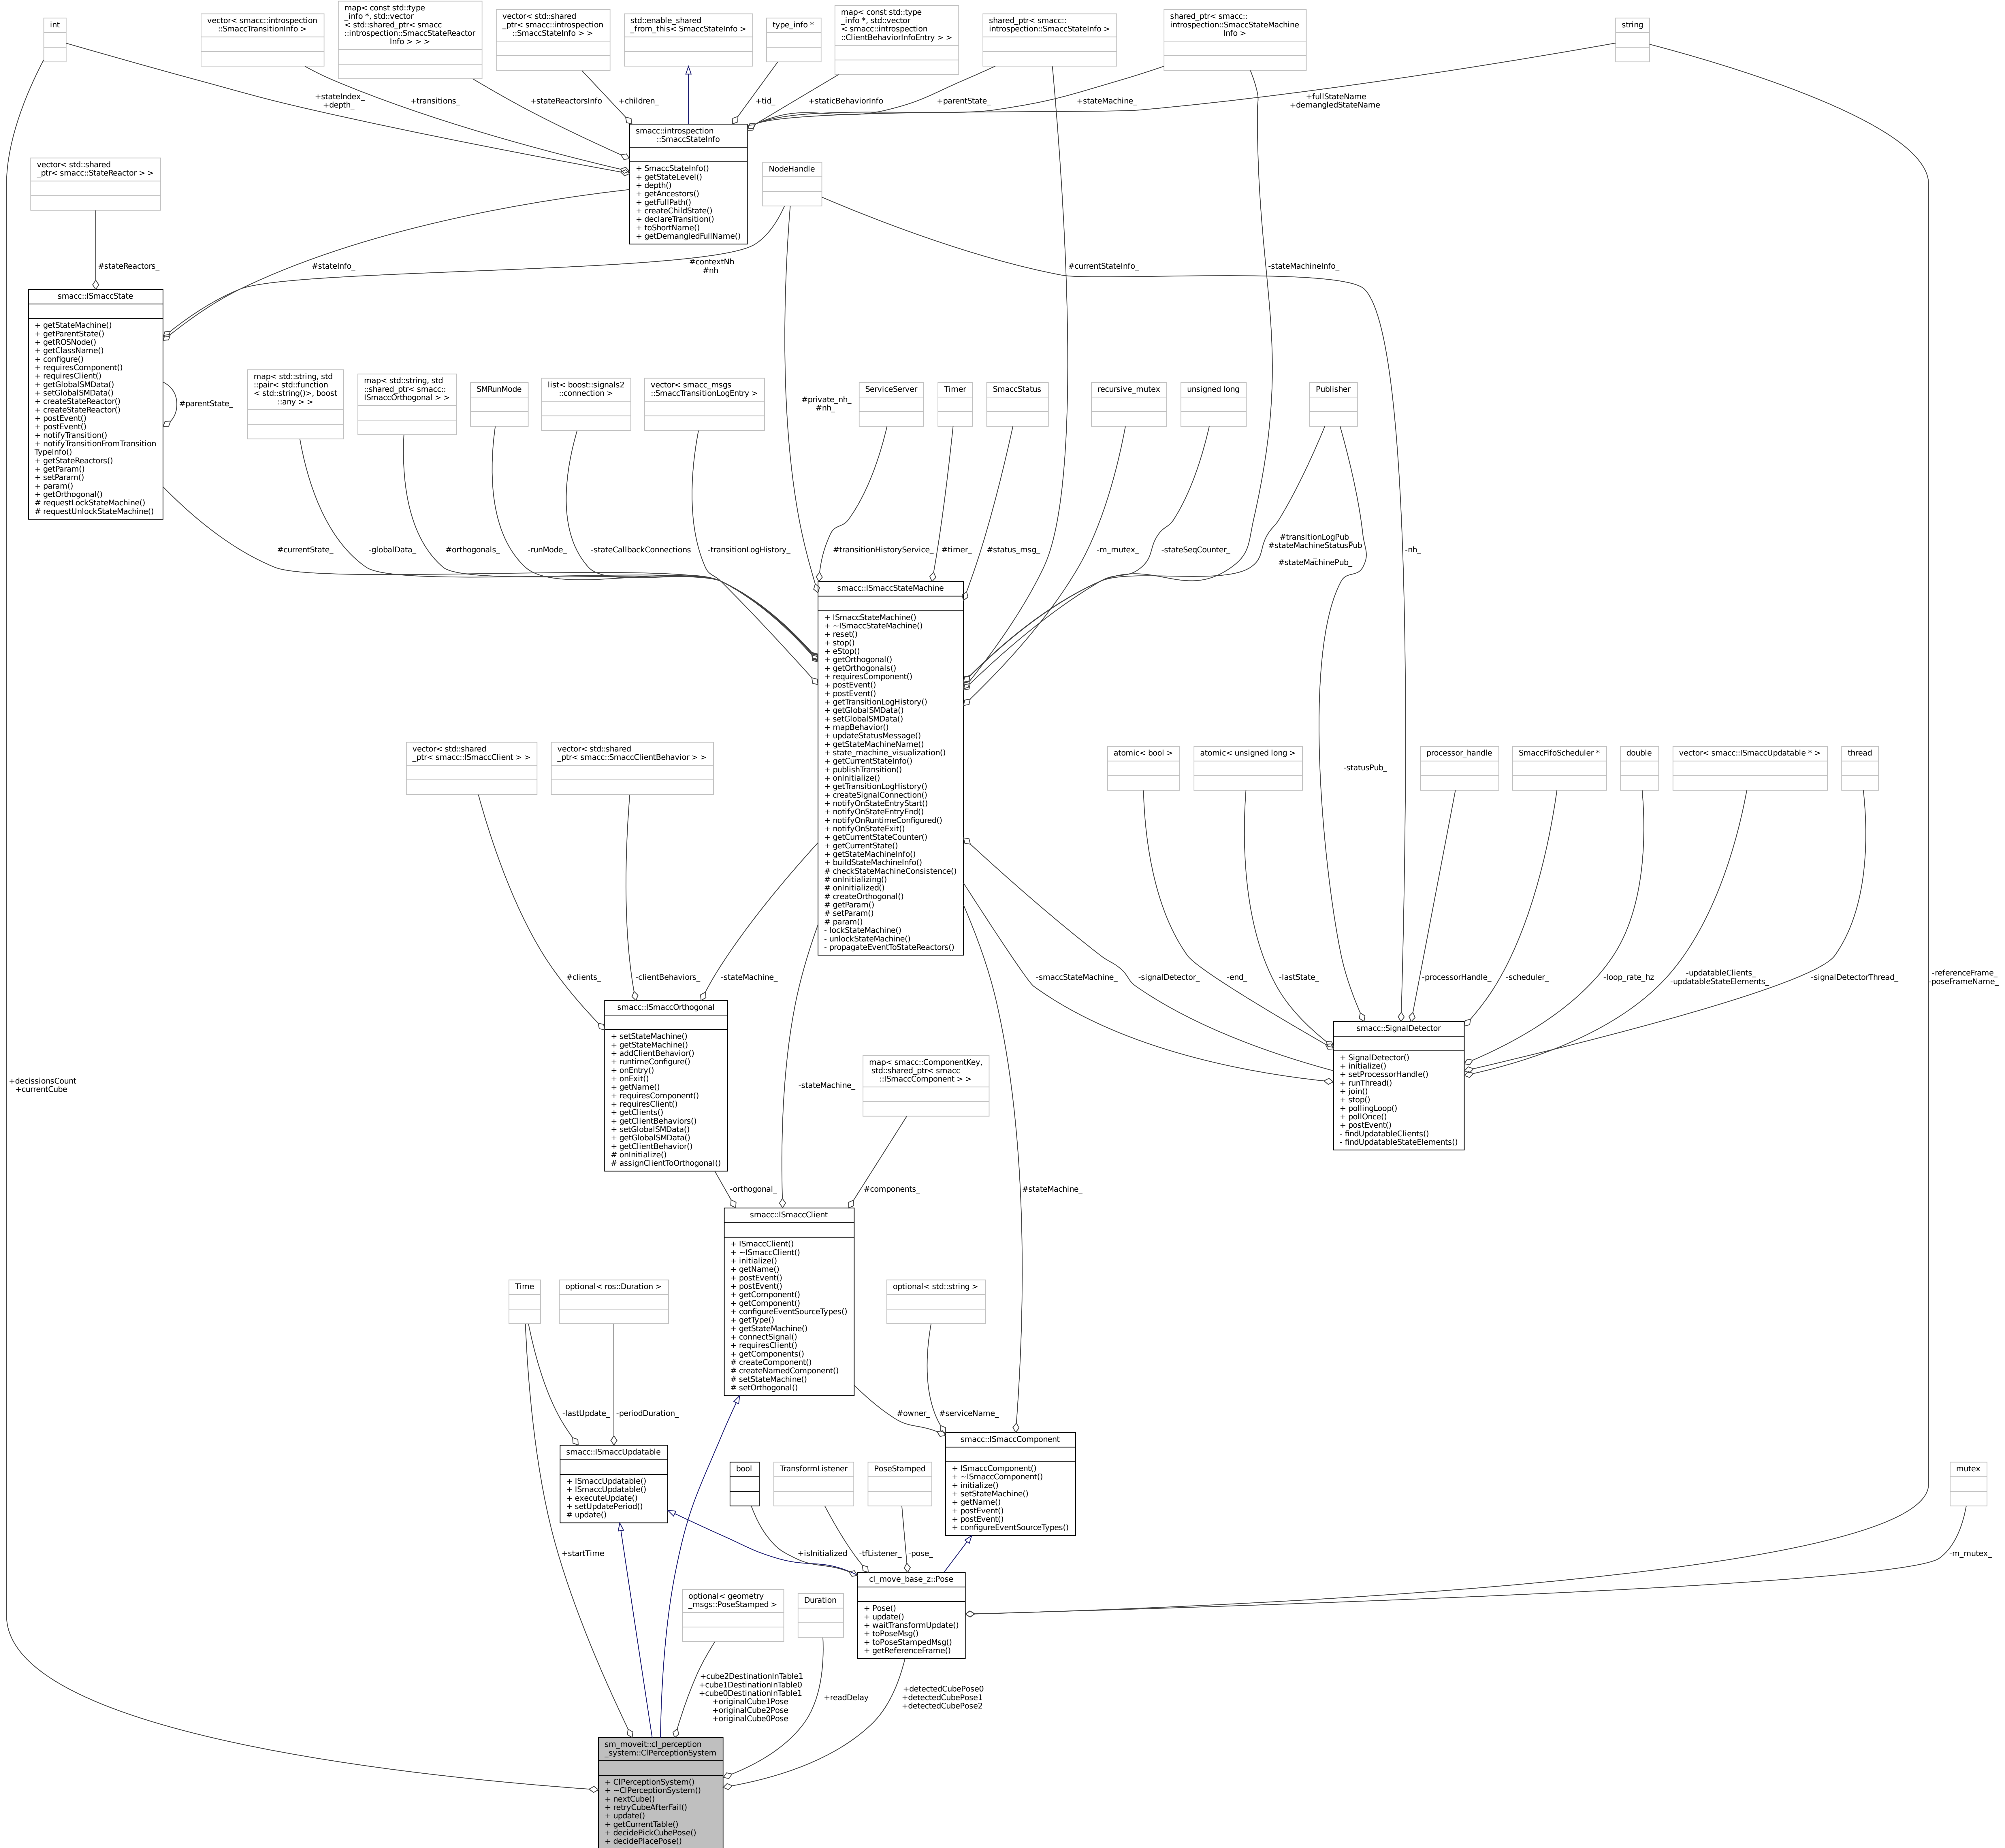 int
vector< smacc::introspection
::SmaccTransitionInfo >
map< const std::type
_info *, std::vector
< std::shared_ptr< smacc
::introspection::SmaccStateReactor
Info > > >
vector< std::shared
_ptr< smacc::introspection
::SmaccStateInfo > >
std::enable_shared
_from_this< SmaccStateInfo >
type_info *
map< const std::type
_info *, std::vector
< smacc::introspection
::ClientBehaviorInfoEntry > >
shared_ptr< smacc::
introspection::SmaccStateInfo >
shared_ptr< smacc::
introspection::SmaccStateMachine
Info >
string
+stateIndex_
+depth_
+transitions_
+stateReactorsInfo
+children_
+tid_
+staticBehaviorInfo
+parentState_
+stateMachine_
+fullStateName
+demangledStateName
smacc::introspection
::SmaccStateInfo
+ SmaccStateInfo()
+ getStateLevel()
+ depth()
+ getAncestors()
+ getFullPath()
+ createChildState()
+ declareTransition()
+ toShortName()
+ getDemangledFullName()
vector< std::shared
_ptr< smacc::StateReactor > >
NodeHandle
#stateReactors_
#stateInfo_
#contextNh
#nh
#currentStateInfo_
-stateMachineInfo_
smacc::ISmaccState
+ getStateMachine()
+ getParentState()
+ getROSNode()
+ getClassName()
+ configure()
+ requiresComponent()
+ requiresClient()
+ getGlobalSMData()
+ setGlobalSMData()
+ createStateReactor()
+ createStateReactor()
+ postEvent()
+ postEvent()
+ notifyTransition()
+ notifyTransitionFromTransition
TypeInfo()
+ getStateReactors()
+ getParam()
+ setParam()
+ param()
+ getOrthogonal()
# requestLockStateMachine()
# requestUnlockStateMachine()
#parentState_
map< std::string, std
::pair< std::function
< std::string()>, boost
::any > >
map< std::string, std
::shared_ptr< smacc::
ISmaccOrthogonal > >
SMRunMode
list< boost::signals2
::connection >
vector< smacc_msgs
::SmaccTransitionLogEntry >
#private_nh_
#nh_
ServiceServer
Timer
SmaccStatus
recursive_mutex
unsigned long
Publisher
#currentState_
-globalData_
#orthogonals_
-runMode_
-stateCallbackConnections
-transitionLogHistory_
#transitionHistoryService_
#timer_
#status_msg_
-m_mutex_
-stateSeqCounter_
#transitionLogPub_
#stateMachineStatusPub
_
#stateMachinePub_
-nh_
smacc::ISmaccStateMachine
+ ISmaccStateMachine()
+ ~ISmaccStateMachine()
+ reset()
+ stop()
+ eStop()
+ getOrthogonal()
+ getOrthogonals()
+ requiresComponent()
+ postEvent()
+ postEvent()
+ getTransitionLogHistory()
+ getGlobalSMData()
+ setGlobalSMData()
+ mapBehavior()
+ updateStatusMessage()
+ getStateMachineName()
+ state_machine_visualization()
+ getCurrentStateInfo()
+ publishTransition()
+ onInitialize()
+ getTransitionLogHistory()
+ createSignalConnection()
+ notifyOnStateEntryStart()
+ notifyOnStateEntryEnd()
+ notifyOnRuntimeConfigured()
+ notifyOnStateExit()
+ getCurrentStateCounter()
+ getCurrentState()
+ getStateMachineInfo()
+ buildStateMachineInfo()
# checkStateMachineConsistence()
# onInitializing()
# onInitialized()
# createOrthogonal()
# getParam()
# setParam()
# param()
- lockStateMachine()
- unlockStateMachine()
- propagateEventToStateReactors()
vector< std::shared
_ptr< smacc::ISmaccClient > >
vector< std::shared
_ptr< smacc::SmaccClientBehavior > >
atomic< bool >
atomic< unsigned long >
-statusPub_
processor_handle
SmaccFifoScheduler *
double
vector< smacc::ISmaccUpdatable * >
thread
#clients_
-clientBehaviors_
-stateMachine_
-smaccStateMachine_
-signalDetector_
-end_
-lastState_
-processorHandle_
-scheduler_
-loop_rate_hz
-updatableClients_
-updatableStateElements_
-signalDetectorThread_
-referenceFrame_
-poseFrameName_
smacc::ISmaccOrthogonal
+ setStateMachine()
+ getStateMachine()
+ addClientBehavior()
+ runtimeConfigure()
+ onEntry()
+ onExit()
+ getName()
+ requiresComponent()
+ requiresClient()
+ getClients()
+ getClientBehaviors()
+ setGlobalSMData()
+ getGlobalSMData()
+ getClientBehavior()
# onInitialize()
# assignClientToOrthogonal()
smacc::SignalDetector
+ SignalDetector()
+ initialize()
+ setProcessorHandle()
+ runThread()
+ join()
+ stop()
+ pollingLoop()
+ pollOnce()
+ postEvent()
- findUpdatableClients()
- findUpdatableStateElements()
+decissionsCount
+currentCube
-stateMachine_
map< smacc::ComponentKey,
std::shared_ptr< smacc
::ISmaccComponent > >
-orthogonal_
#components_
#stateMachine_
smacc::ISmaccClient
+ ISmaccClient()
+ ~ISmaccClient()
+ initialize()
+ getName()
+ postEvent()
+ postEvent()
+ getComponent()
+ getComponent()
+ configureEventSourceTypes()
+ getType()
+ getStateMachine()
+ connectSignal()
+ requiresClient()
+ getComponents()
# createComponent()
# createNamedComponent()
# setStateMachine()
# setOrthogonal()
Time
optional< ros::Duration >
optional< std::string >
-lastUpdate_
-periodDuration_
#owner_
#serviceName_
smacc::ISmaccUpdatable
+ ISmaccUpdatable()
+ ISmaccUpdatable()
+ executeUpdate()
+ setUpdatePeriod()
# update()
smacc::ISmaccComponent
+ ISmaccComponent()
+ ~ISmaccComponent()
+ initialize()
+ setStateMachine()
+ getName()
+ postEvent()
+ postEvent()
+ configureEventSourceTypes()
bool
TransformListener
PoseStamped
mutex
+startTime
+isInitialized
-tfListener_
-pose_
-m_mutex_
cl_move_base_z::Pose
+ Pose()
+ update()
+ waitTransformUpdate()
+ toPoseMsg()
+ toPoseStampedMsg()
+ getReferenceFrame()
optional< geometry
_msgs::PoseStamped >
Duration
+cube2DestinationInTable1
+cube1DestinationInTable0
+cube0DestinationInTable1
+originalCube1Pose
+originalCube2Pose
+originalCube0Pose
+readDelay
+detectedCubePose0
+detectedCubePose1
+detectedCubePose2
sm_moveit::cl_perception
_system::ClPerceptionSystem
+ ClPerceptionSystem()
+ ~ClPerceptionSystem()
+ nextCube()
+ retryCubeAfterFail()
+ update()
+ getCurrentTable()
+ decidePickCubePose()
+ decidePlacePose()